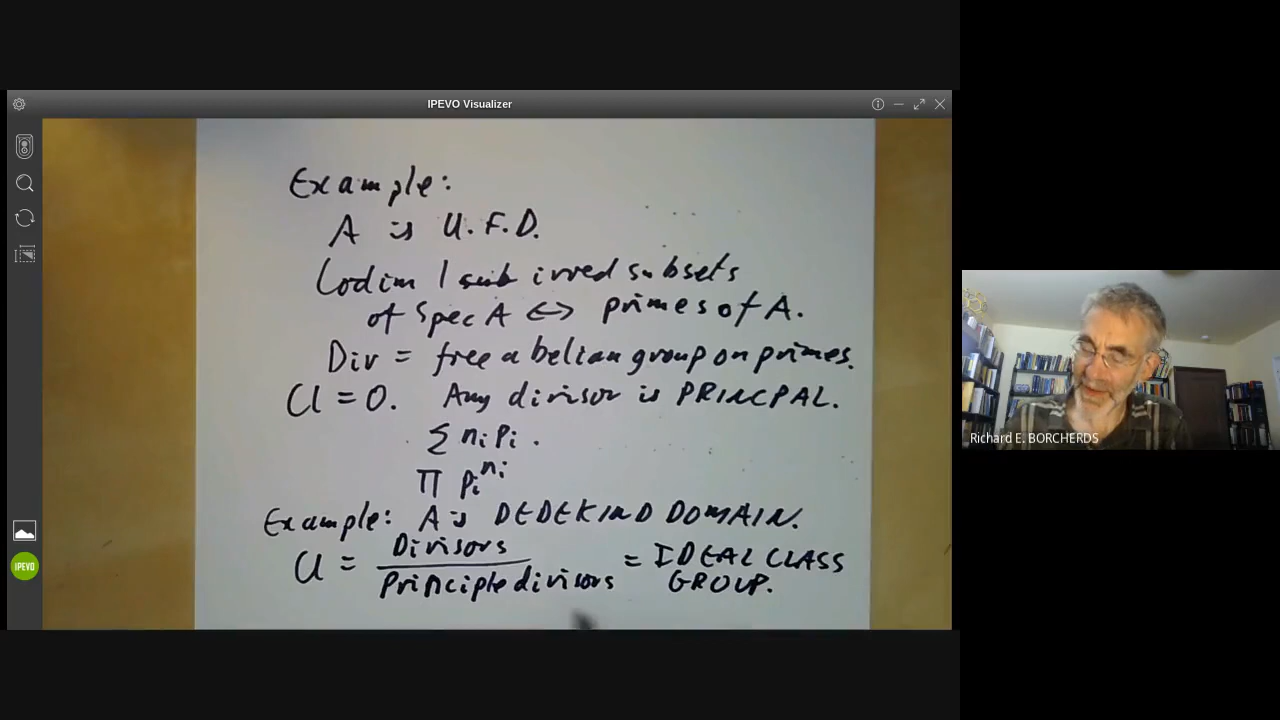 IPEVO Visualizer
Example:
A is U.F.D.
Codim 1 sub irred subsets
of Spec A ⟺ primes of A.
Div = free abelian group on primes.
Cl = 0. Any divisor is PRINCPAL.
Σ nᵢ pᵢ .
Π pᵢ^nᵢ
Example: A is DEDEKIND DOMAIN.
Cl = Divisors / Principle divisors = IDEAL CLASS GROUP.
Richard E. BORCHERDS
IPEVO